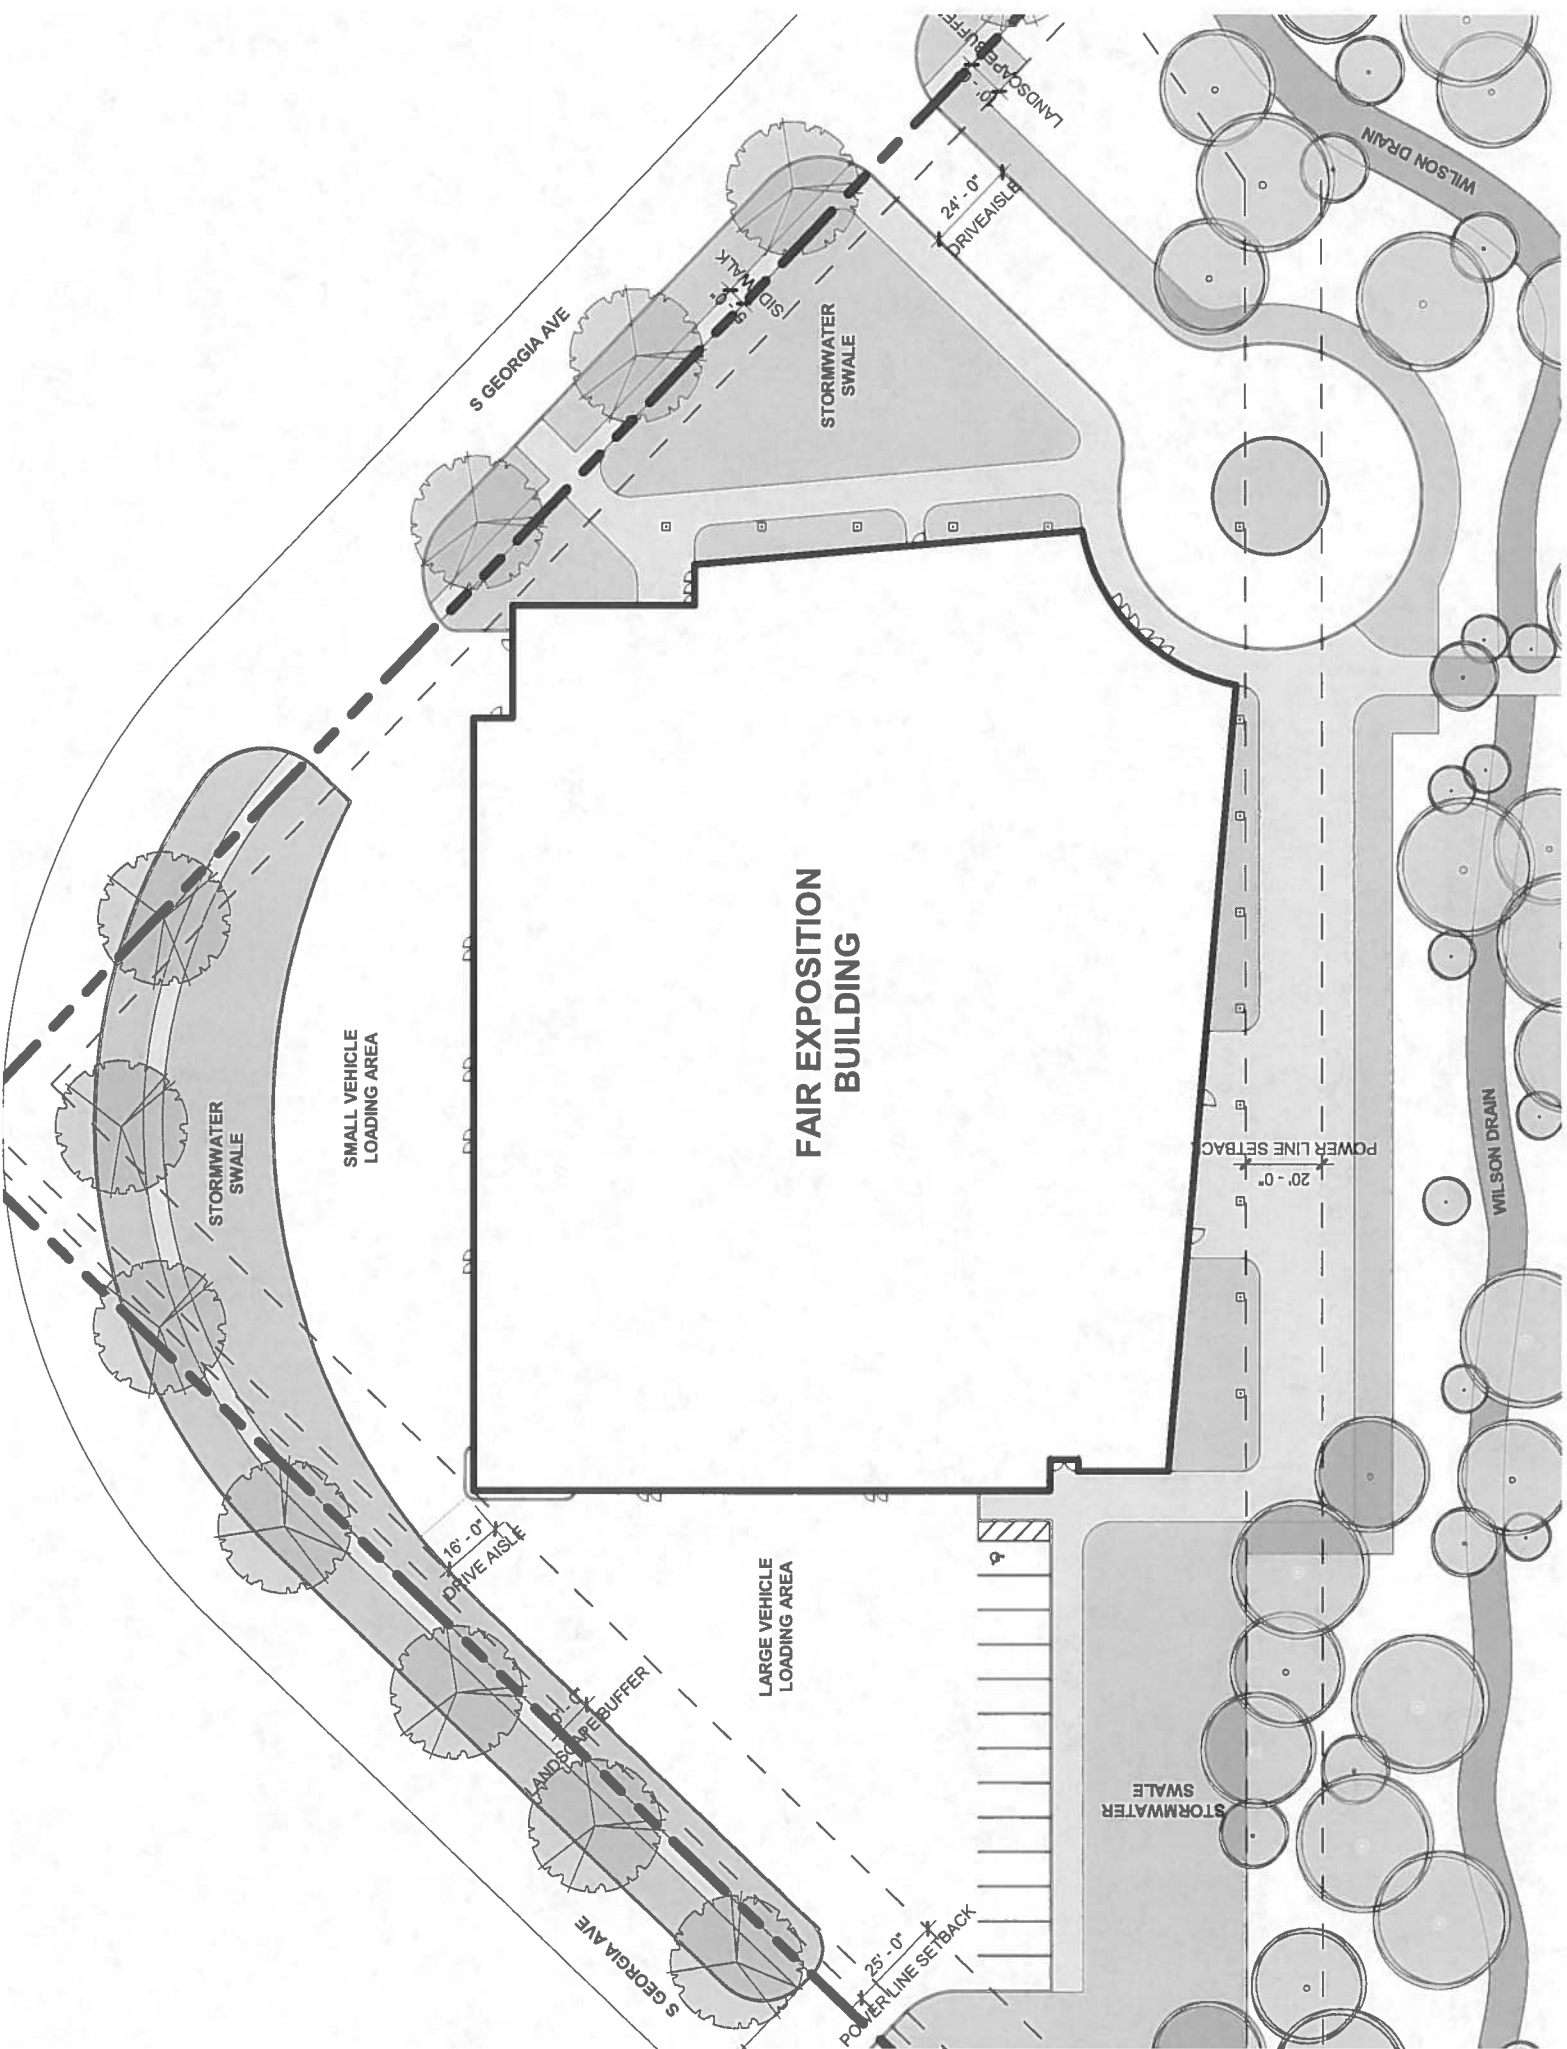 LANDSCAPE BUFFER
10' - 0"
WILSON DRAIN
24' - 0"
DRIVE AISLE
SIDEWALK
5' - 0"
S GEORGIA AVE
STORMWATER
SWALE
STORMWATER
SWALE
SMALL VEHICLE
LOADING AREA
FAIR EXPOSITION
BUILDING
POWER LINE SETBACK
20' - 0"
WILSON DRAIN
16' - 0"
DRIVE AISLE
LANDSCAPE BUFFER
LARGE VEHICLE
LOADING AREA
STORMWATER
SWALE
S GEORGIA AVE
25' - 0"
POWER LINE SETBACK